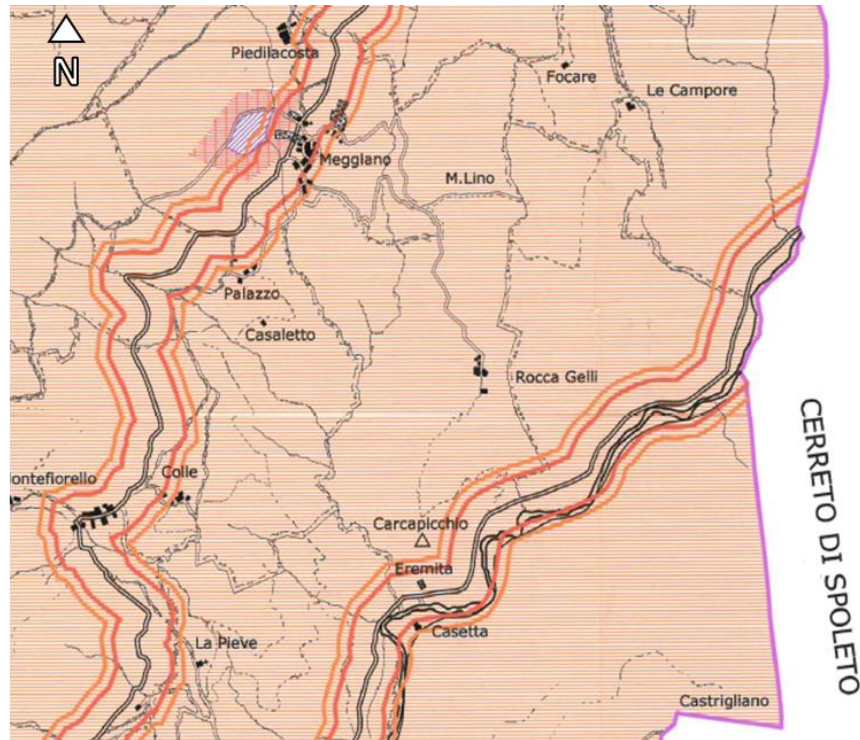 N
Piedilacosta
Focare
Le Campore
Meggiano
M.Lino
Palazzo
Casaletto
Rocca Gelli
CERRETO DI SPOLETO
ontefiorello
Colle
Carcapicchio
Eremita
Casetta
La Pieve
Castrigliano